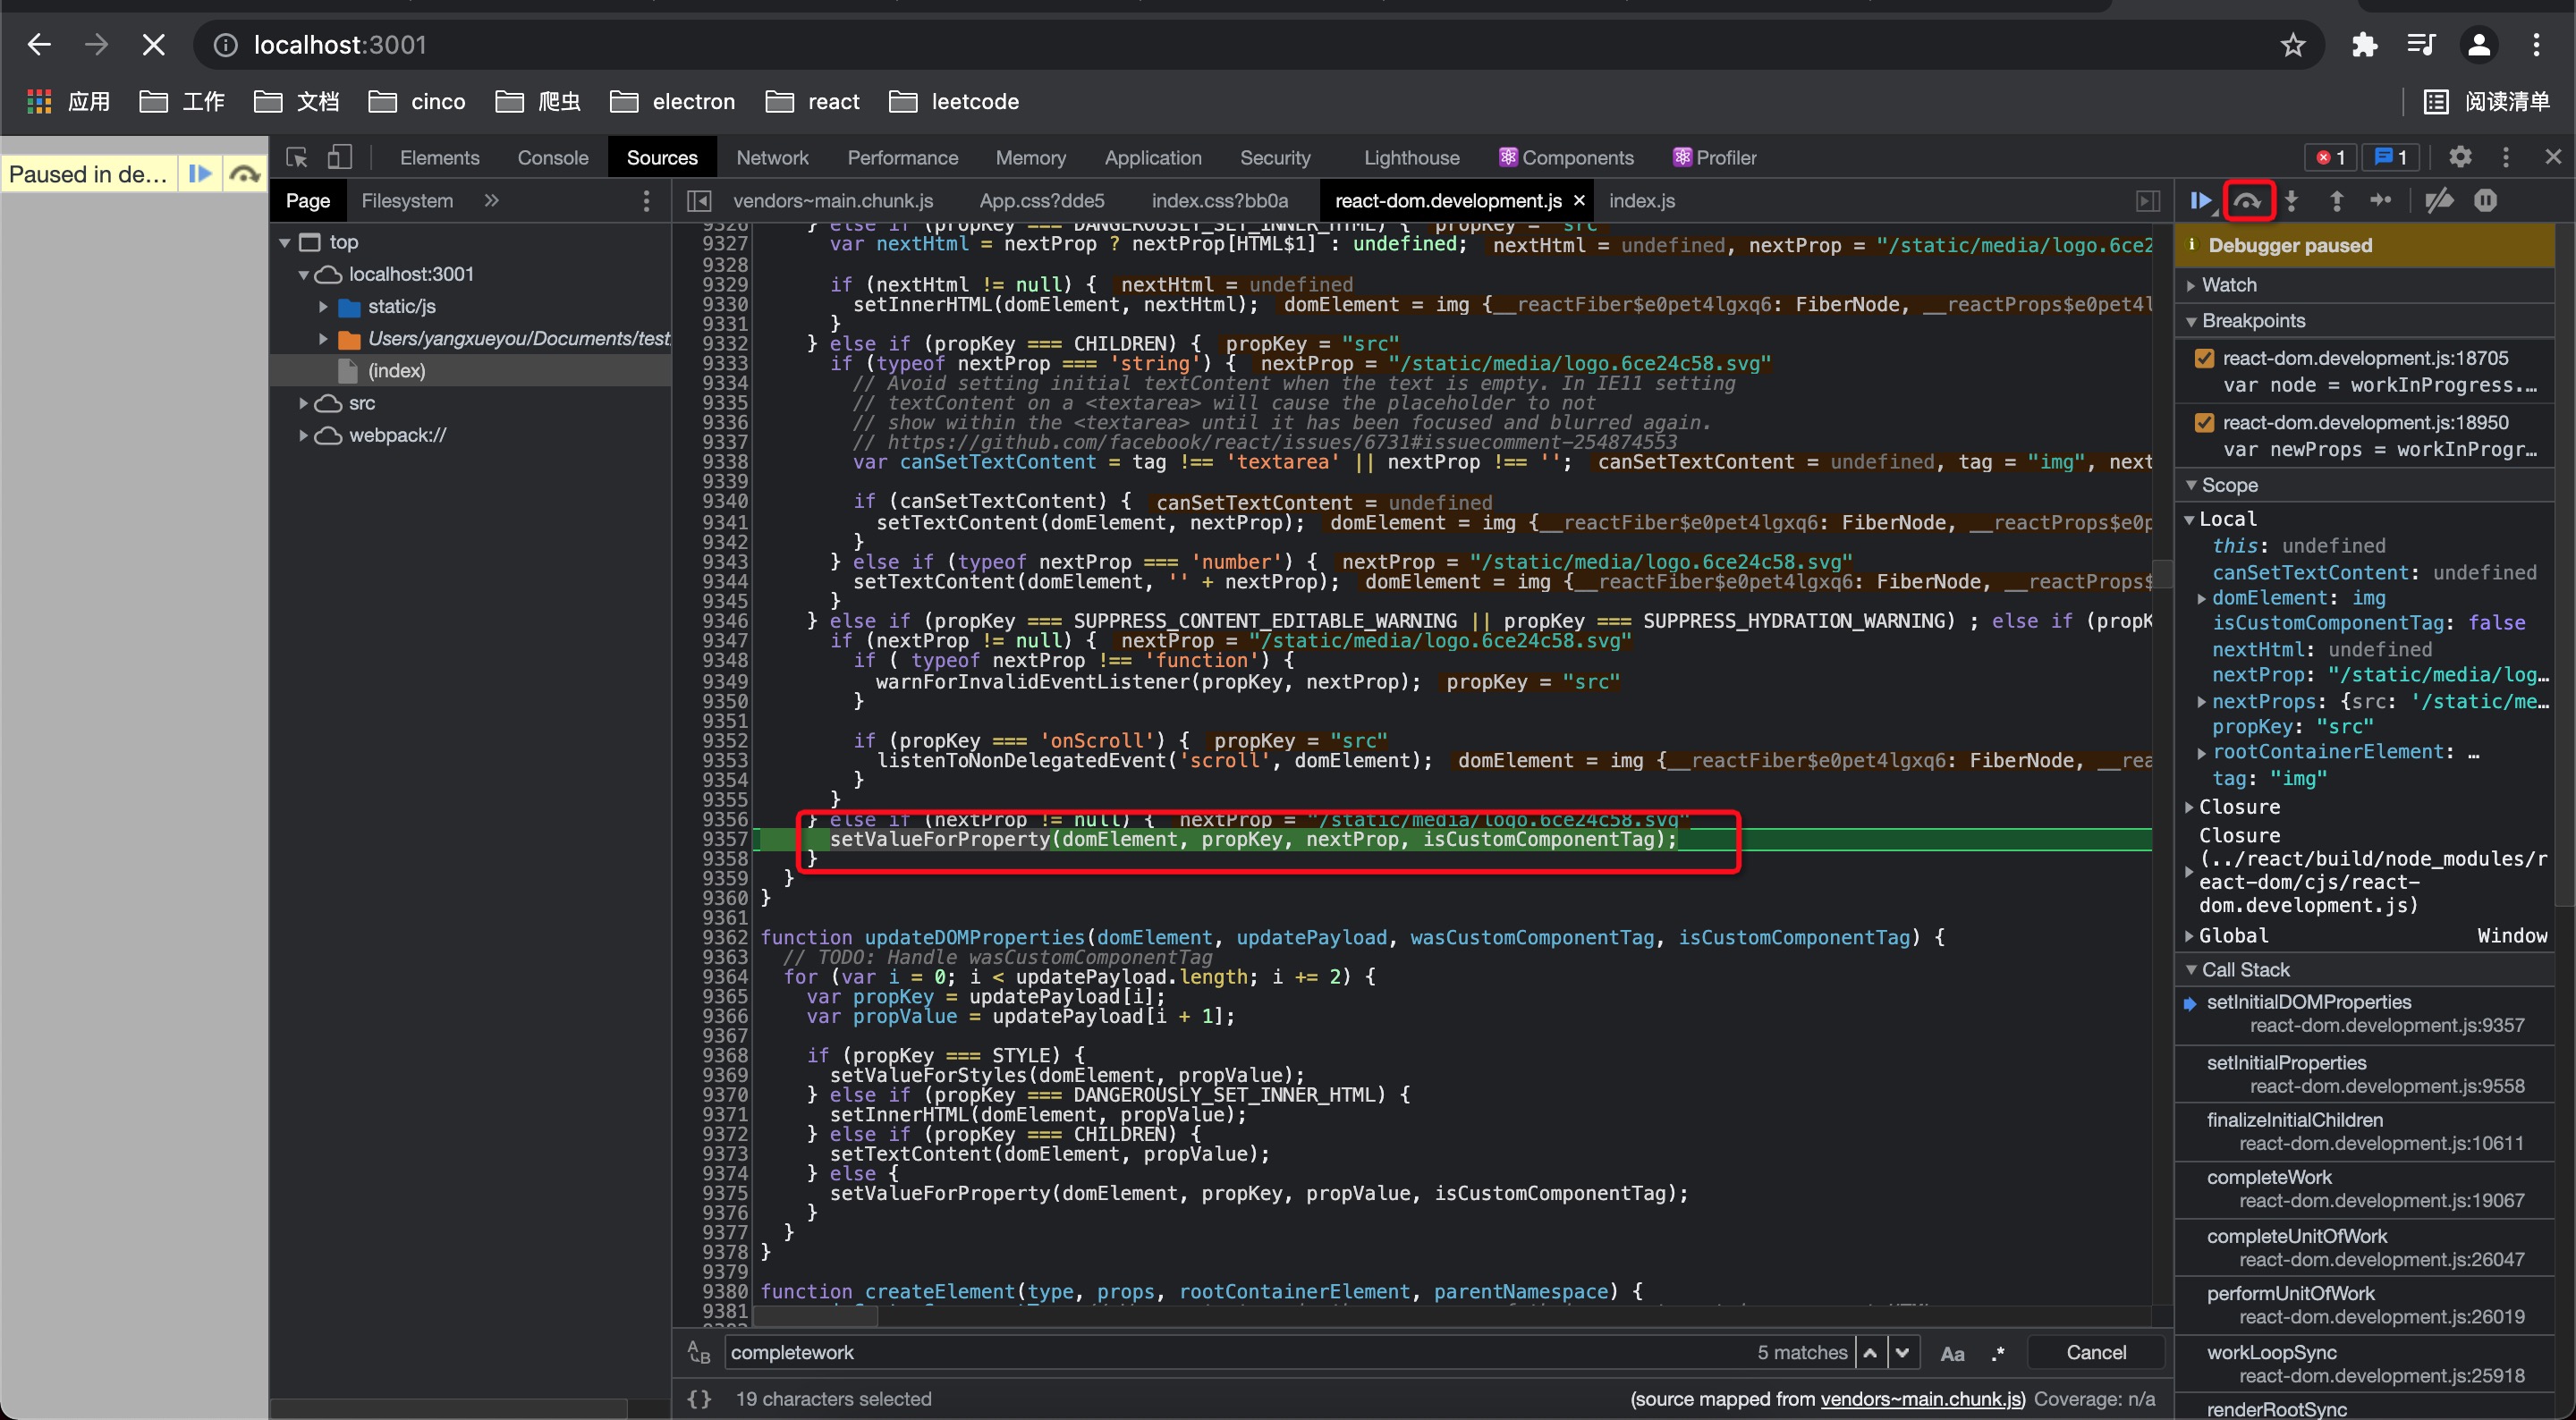 localhost:3001
应用 工作 文档 cinco 爬虫 electron react leetcode 阅读清单
Paused in de...
Elements Console Sources Network Performance Memory Application Security Lighthouse Components Profiler 1 1
Page Filesystem »
vendors~main.chunk.js App.css?dde5 index.css?bb0a react-dom.development.js × index.js
top
localhost:3001
static/js
Users/yangxueyou/Documents/test
(index)
src
webpack://
9326 } else if (propKey === DANGEROUSLY_SET_INNER_HTML) { propKey = "src"
9327 var nextHtml = nextProp ? nextProp[HTML$1] : undefined; nextHtml = undefined, nextProp = "/static/media/logo.6ce2
9328
9329 if (nextHtml != null) { nextHtml = undefined
9330 setInnerHTML(domElement, nextHtml); domElement = img {__reactFiber$e0pet4lgxq6: FiberNode, __reactProps$e0pet4l
9331 }
9332 } else if (propKey === CHILDREN) { propKey = "src"
9333 if (typeof nextProp === 'string') { nextProp = "/static/media/logo.6ce24c58.svg"
9334 // Avoid setting initial textContent when the text is empty. In IE11 setting
9335 // textContent on a <textarea> will cause the placeholder to not
9336 // show within the <textarea> until it has been focused and blurred again.
9337 // https://github.com/facebook/react/issues/6731#issuecomment-254874553
9338 var canSetTextContent = tag !== 'textarea' || nextProp !== ''; canSetTextContent = undefined, tag = "img", next
9339
9340 if (canSetTextContent) { canSetTextContent = undefined
9341 setTextContent(domElement, nextProp); domElement = img {__reactFiber$e0pet4lgxq6: FiberNode, __reactProps$e0p
9342 }
9343 } else if (typeof nextProp === 'number') { nextProp = "/static/media/logo.6ce24c58.svg"
9344 setTextContent(domElement, '' + nextProp); domElement = img {__reactFiber$e0pet4lgxq6: FiberNode, __reactProps$
9345 }
9346 } else if (propKey === SUPPRESS_CONTENT_EDITABLE_WARNING || propKey === SUPPRESS_HYDRATION_WARNING) ; else if (propK
9347 if (nextProp != null) { nextProp = "/static/media/logo.6ce24c58.svg"
9348 if ( typeof nextProp !== 'function') {
9349 warnForInvalidEventListener(propKey, nextProp); propKey = "src"
9350 }
9351
9352 if (propKey === 'onScroll') { propKey = "src"
9353 listenToNonDelegatedEvent('scroll', domElement); domElement = img {__reactFiber$e0pet4lgxq6: FiberNode, __rea
9354 }
9355 }
9356 } else if (nextProp != null) { nextProp = "/static/media/logo.6ce24c58.svg"
9357 setValueForProperty(domElement, propKey, nextProp, isCustomComponentTag);
9358 }
9359 }
9360 }
9361
9362 function updateDOMProperties(domElement, updatePayload, wasCustomComponentTag, isCustomComponentTag) {
9363 // TODO: Handle wasCustomComponentTag
9364 for (var i = 0; i < updatePayload.length; i += 2) {
9365 var propKey = updatePayload[i];
9366 var propValue = updatePayload[i + 1];
9367
9368 if (propKey === STYLE) {
9369 setValueForStyles(domElement, propValue);
9370 } else if (propKey === DANGEROUSLY_SET_INNER_HTML) {
9371 setInnerHTML(domElement, propValue);
9372 } else if (propKey === CHILDREN) {
9373 setTextContent(domElement, propValue);
9374 } else {
9375 setValueForProperty(domElement, propKey, propValue, isCustomComponentTag);
9376 }
9377 }
9378 }
9379
9380 function createElement(type, props, rootContainerElement, parentNamespace) {
9381
completework 5 matches Aa .* Cancel
{} 19 characters selected (source mapped from vendors~main.chunk.js) Coverage: n/a
Debugger paused
Watch
Breakpoints
react-dom.development.js:18705
var node = workInProgress....
react-dom.development.js:18950
var newProps = workInProgr...
Scope
Local
this: undefined
canSetTextContent: undefined
domElement: img
isCustomComponentTag: false
nextHtml: undefined
nextProp: "/static/media/log...
nextProps: {src: '/static/me...
propKey: "src"
rootContainerElement: …
tag: "img"
Closure
Closure
(../react/build/node_modules/r
eact-dom/cjs/react-
dom.development.js)
Global Window
Call Stack
setInitialDOMProperties
react-dom.development.js:9357
setInitialProperties
react-dom.development.js:9558
finalizeInitialChildren
react-dom.development.js:10611
completeWork
react-dom.development.js:19067
completeUnitOfWork
react-dom.development.js:26047
performUnitOfWork
react-dom.development.js:26019
workLoopSync
react-dom.development.js:25918
renderRootSync